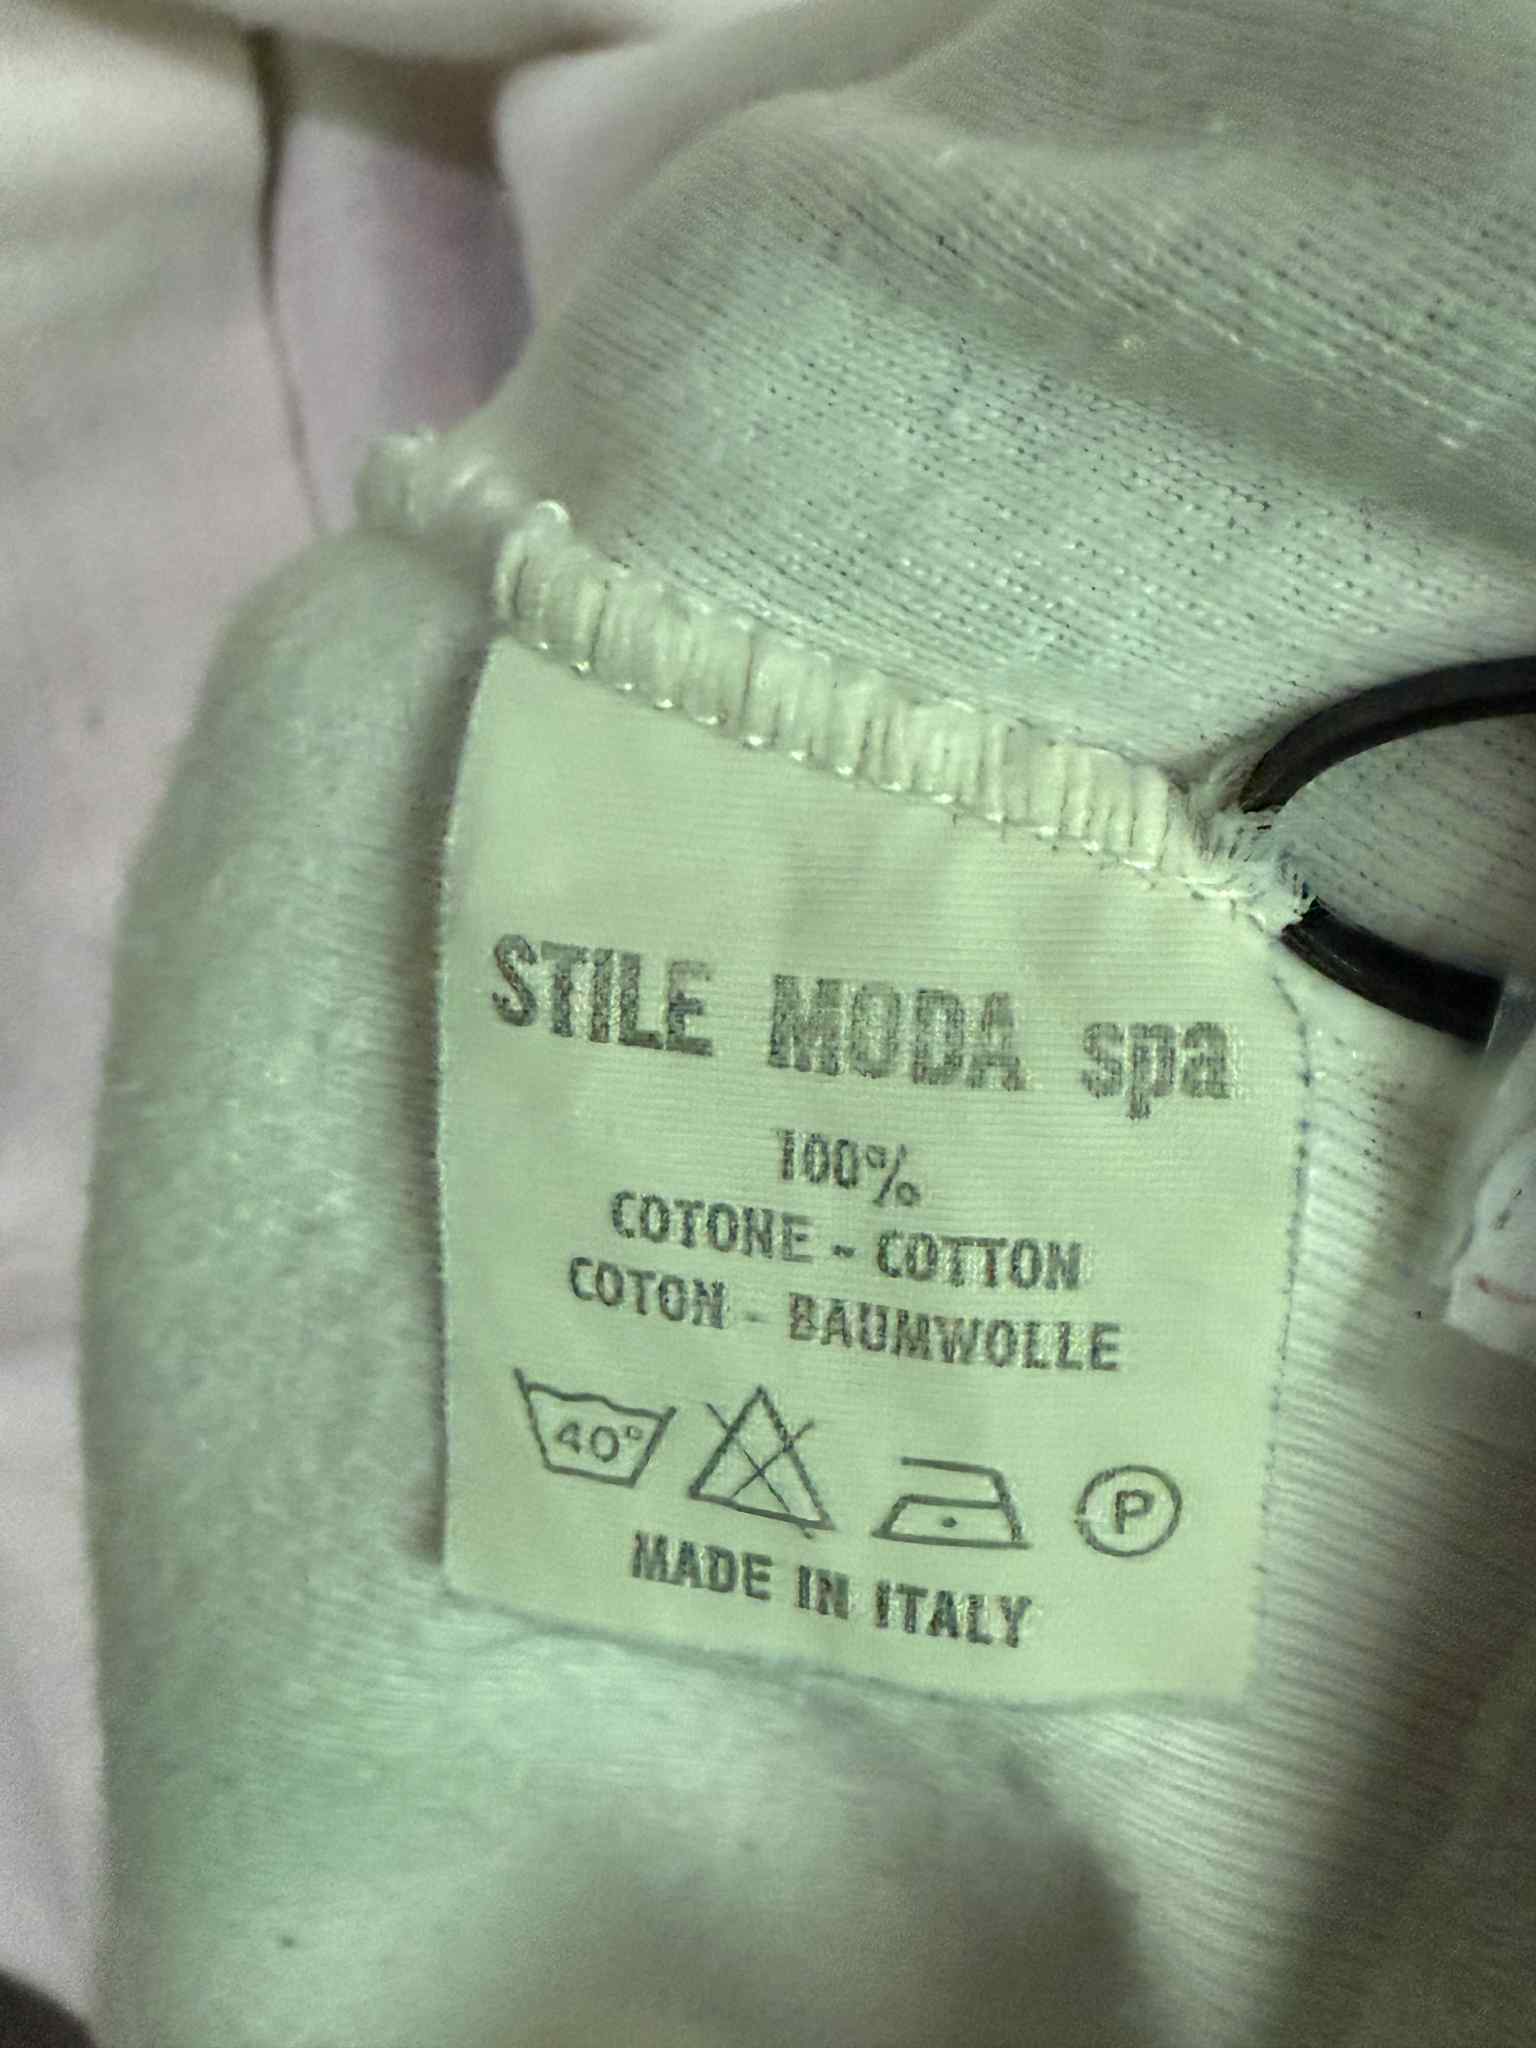 STILE MODA spa
100%
COTONE - COTTON
COTON - BAUMWOLLE
40°
P
MADE IN ITALY